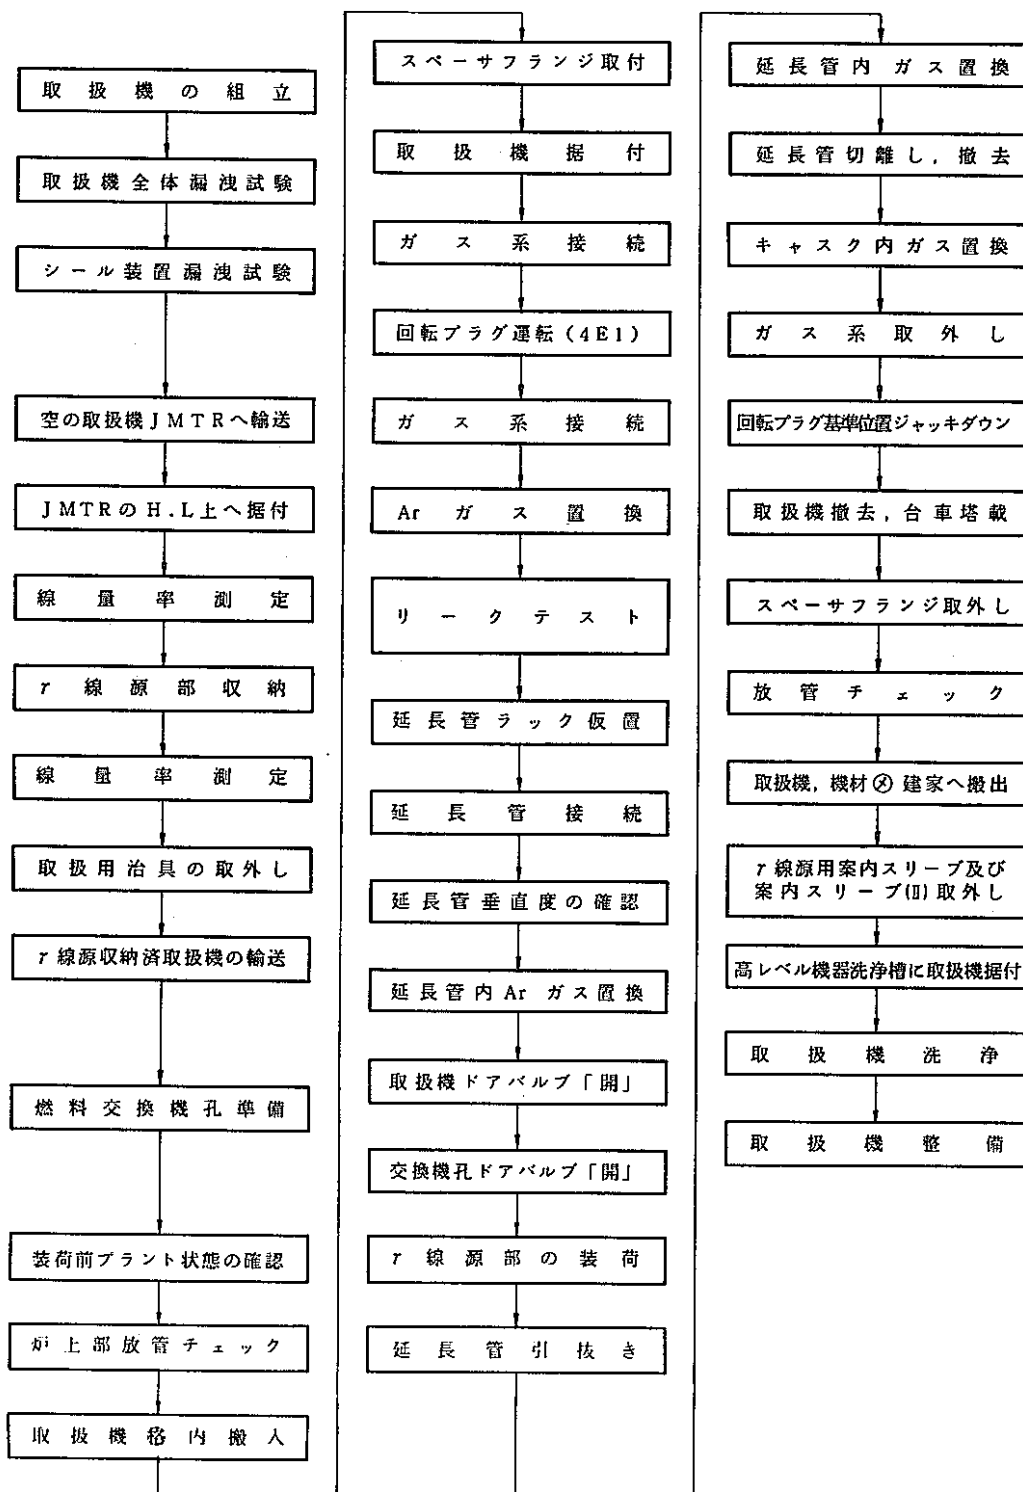 取扱機の組立
取扱機全体漏洩試験
シール装置漏洩試験
空の取扱機JMTRへ輸送
JMTRのH.L上へ据付
線量率測定
r線源部収納
線量率測定
取扱用治具の取外し
r線源収納済取扱機の輸送
燃料交換機孔準備
装荷前プラント状態の確認
炉上部放管チェック
取扱機格内搬入
スペーサフランジ取付
取扱機据付
ガス系接続
回転プラグ運転(4E1)
ガス系接続
Arガス置換
リークテスト
延長管ラック仮置
延長管接続
延長管垂直度の確認
延長管内Arガス置換
取扱機ドアバルブ「開」
交換機孔ドアバルブ「開」
r線源部の装荷
延長管引抜き
延長管内ガス置換
延長管切離し，撤去
キャスク内ガス置換
ガス系取外し
回転プラグ基準位置ジャッキダウン
取扱機撤去，台車塔載
スペーサフランジ取外し
放管チェック
取扱機，機材㋱建家へ搬出
r線源用案内スリーブ及び
案内スリーブ(II)取外し
高レベル機器洗浄槽に取扱機据付
取扱機洗浄
取扱機整備